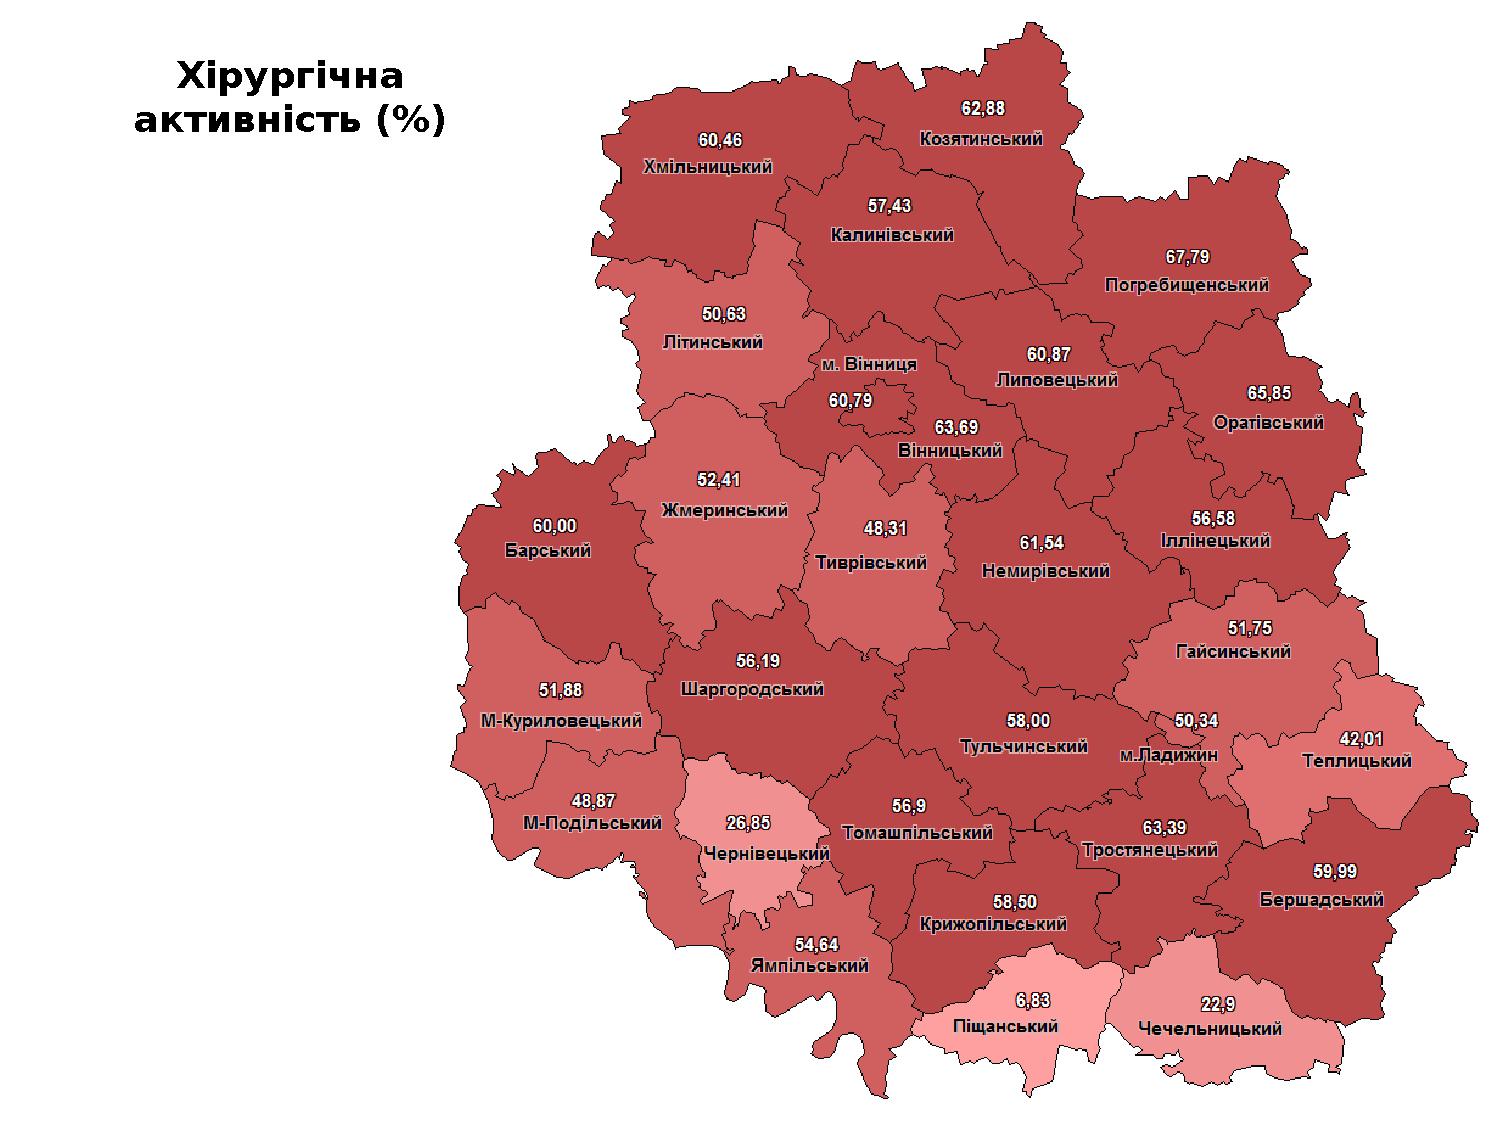 Хірургічна
активність (%)
62,88
Козятинський
60,46
Хмільницький
57,43
Калинівський
67,79
Погребищенський
50,63
Літинський
м. Вінниця
60,79
60,87
Липовецький
65,85
Оратівський
63,69
Вінницький
52,41
Жмеринський
60,00
Барський
48,31
Тиврівський
61,54
Немирівський
56,58
Іллінецький
51,75
Гайсинський
56,19
Шаргородський
51,88
М-Куриловецький
58,00
Тульчинський
50,34
м.Ладижин
42,01
Теплицький
48,87
М-Подільський
26,85
Чернівецький
56,9
Томашпільський
63,39
Тростянецький
59,99
Бершадський
58,50
Крижопільський
54,64
Ямпільський
6,83
Піщанський
22,9
Чечельницький